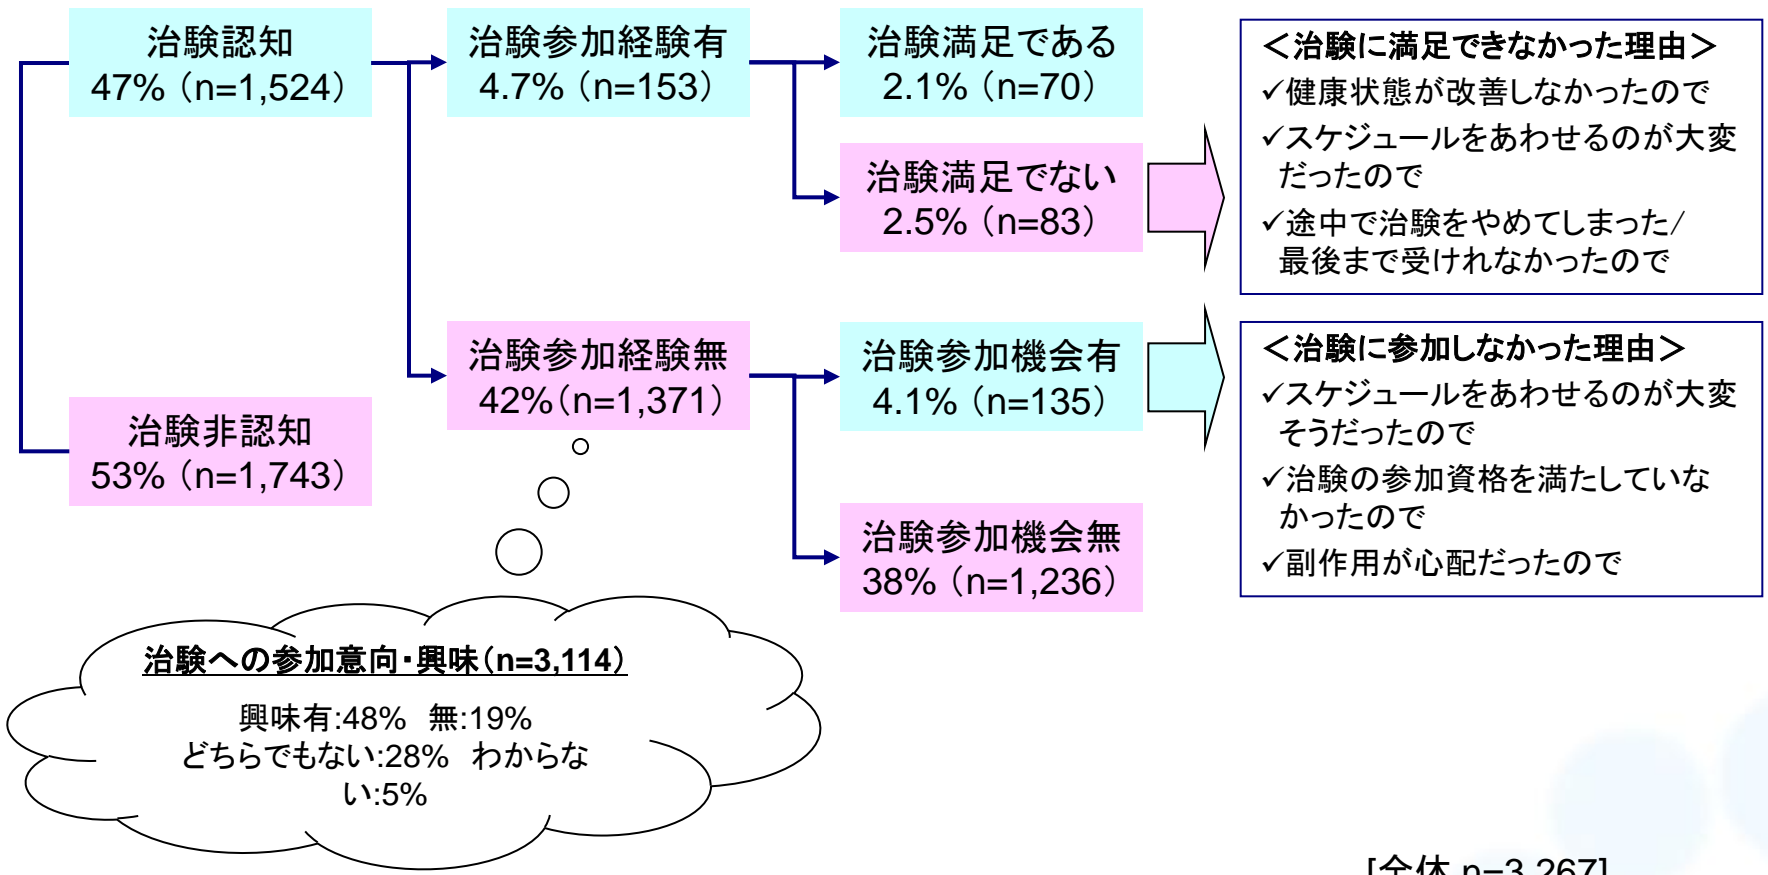 治験認知
47%（n=1,524）
治験非認知
53%（n=1,743）
治験参加経験有
4.7%（n=153）
治験参加経験無
42%（n=1,371）
治験満足である
2.1%（n=70）
治験満足でない
2.5%（n=83）
治験参加機会有
4.1%（n=135）
治験参加機会無
38%（n=1,236）
＜治験に満足できなかった理由＞
✓健康状態が改善しなかったので
✓スケジュールをあわせるのが大変
だったので
✓途中で治験をやめてしまった/
最後まで受けれなかったので
＜治験に参加しなかった理由＞
✓スケジュールをあわせるのが大変
そうだったので
✓治験の参加資格を満たしていな
かったので
✓副作用が心配だったので
治験への参加意向・興味（n=3,114）
興味有:48%　無:19%
どちらでもない:28%　わからな
い:5%
[全体 n=3,267]